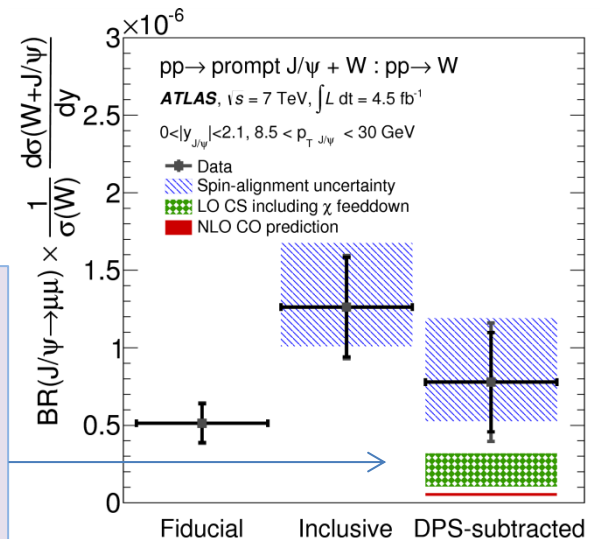 3×10⁻⁶
2.5
2
1.5
1
0.5
0
BR(J/ψ→μμ) × 1/σ(W) dσ(W+J/ψ)/dy
pp→ prompt J/ψ + W : pp→ W
ATLAS, √s = 7 TeV, ∫L dt = 4.5 fb⁻¹
0<|y_J/ψ|<2.1, 8.5 < p_T J/ψ < 30 GeV
Data
Spin-alignment uncertainty
LO CS including χ feeddown
NLO CO prediction
Fiducial Inclusive DPS-subtracted